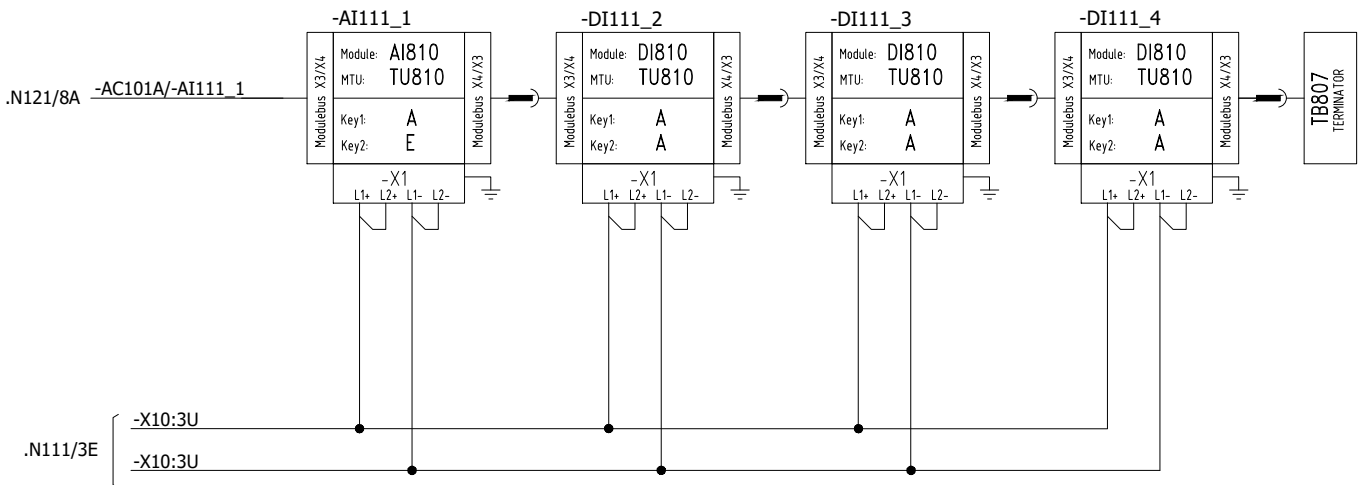 -AI111_1
-DI111_2
-DI111_3
-DI111_4
.N121/8A
-AC101A/-AI111_1
Modulebus X3/X4
Module: AI810
MTU: TU810
Key1: A
Key2: E
Modulebus X4/X3
-X1
L1+ L2+ L1- L2-
Modulebus X3/X4
Module: DI810
MTU: TU810
Key1: A
Key2: A
Modulebus X4/X3
-X1
L1+ L2+ L1- L2-
Modulebus X3/X4
Module: DI810
MTU: TU810
Key1: A
Key2: A
Modulebus X4/X3
-X1
L1+ L2+ L1- L2-
Modulebus X3/X4
Module: DI810
MTU: TU810
Key1: A
Key2: A
Modulebus X4/X3
-X1
L1+ L2+ L1- L2-
TB807
TERMINATOR
.N111/3E
-X10:3U
-X10:3U